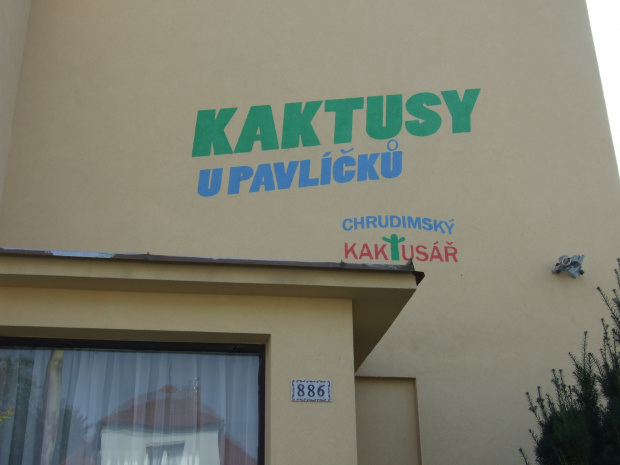 KAKTUSY
U PAVLÍČKŮ
CHRUDIMSKÝ
KAKTUSÁŘ
886